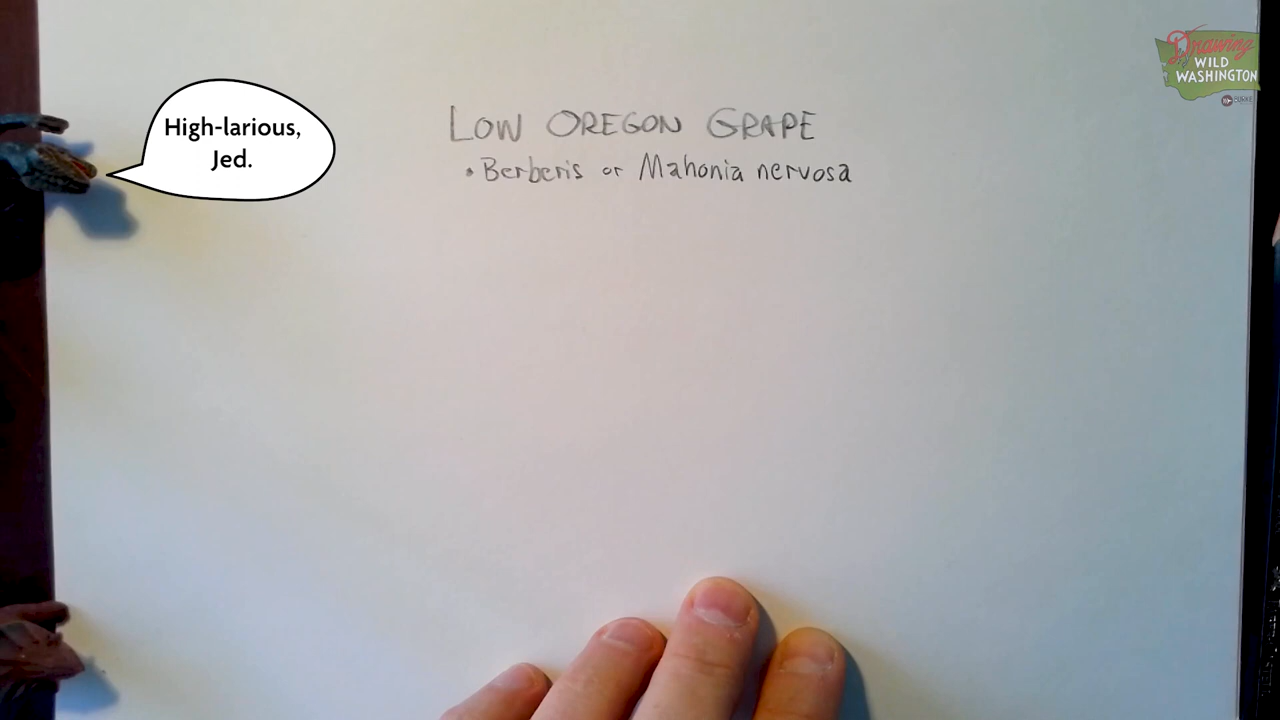 High-larious,
Jed.
LOW OREGON GRAPE
• Berberis or Mahonia nervosa
Drawing
WILD
WASHINGTON